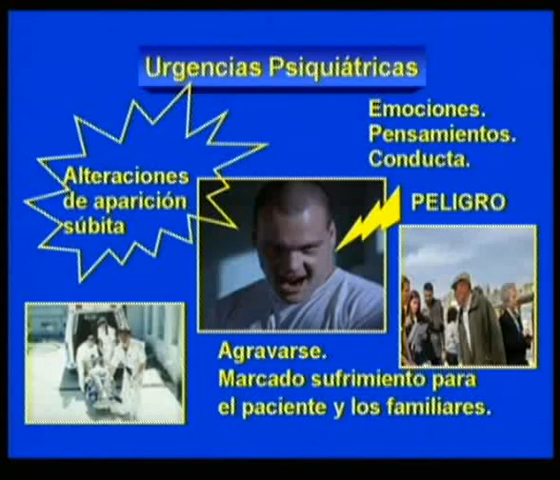 Urgencias Psiquiátricas
Emociones.
Pensamientos.
Conducta.
Alteraciones
de aparición
súbita
PELIGRO
Agravarse.
Marcado sufrimiento para
el paciente y los familiares.